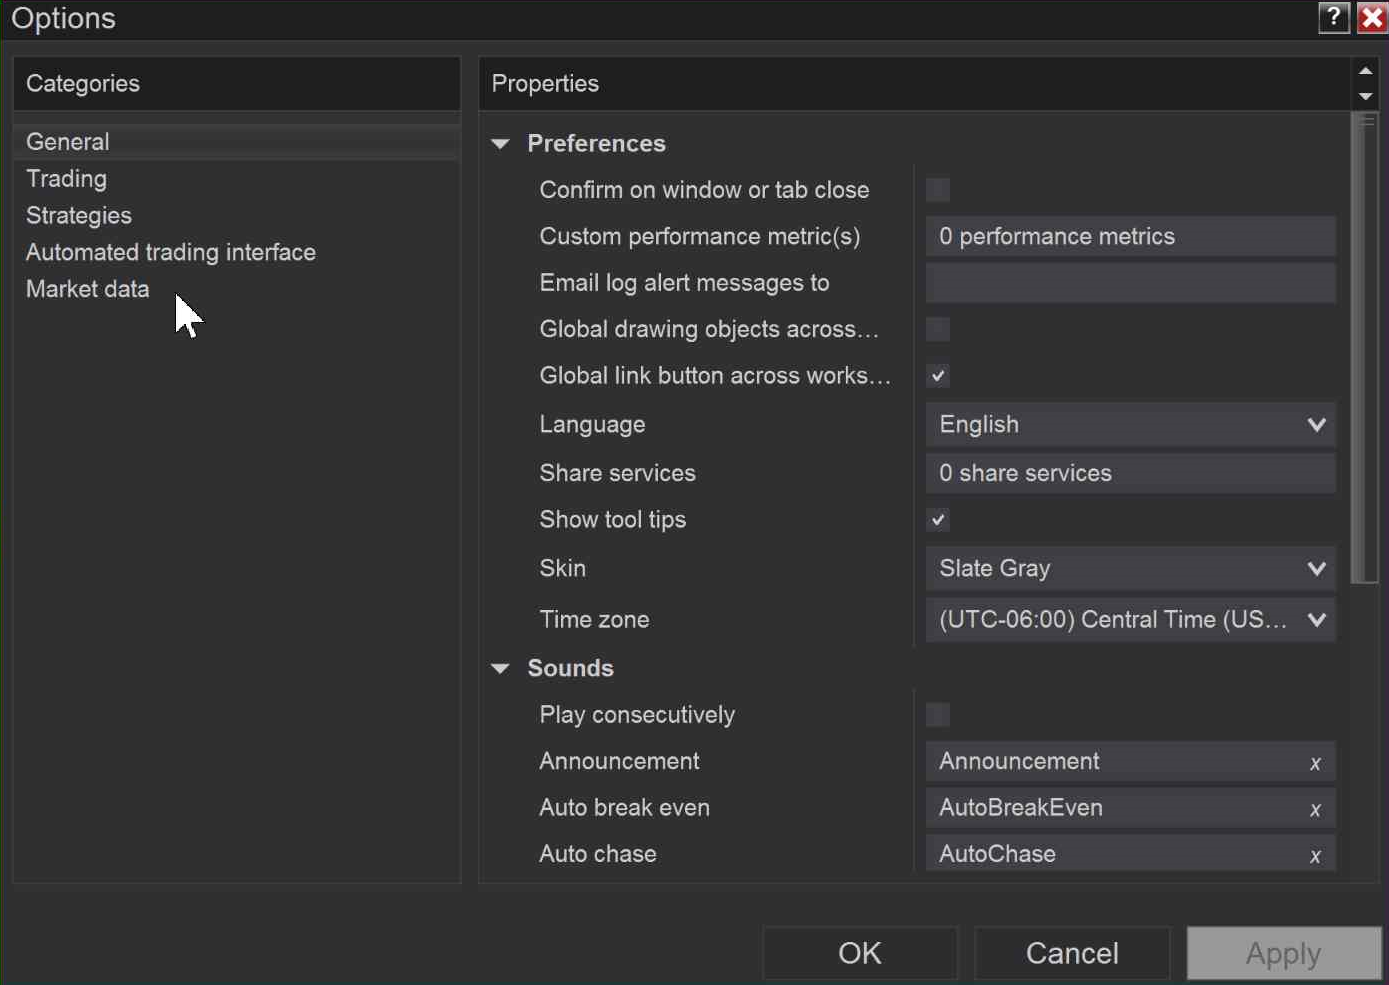 Options
?
Categories
General
Trading
Strategies
Automated trading interface
Market data
Properties
Preferences
Confirm on window or tab close
Custom performance metric(s) 0 performance metrics
Email log alert messages to
Global drawing objects across...
Global link button across works...
Language English
Share services 0 share services
Show tool tips
Skin Slate Gray
Time zone (UTC-06:00) Central Time (US...
Sounds
Play consecutively
Announcement Announcement x
Auto break even AutoBreakEven x
Auto chase AutoChase x
OK Cancel Apply